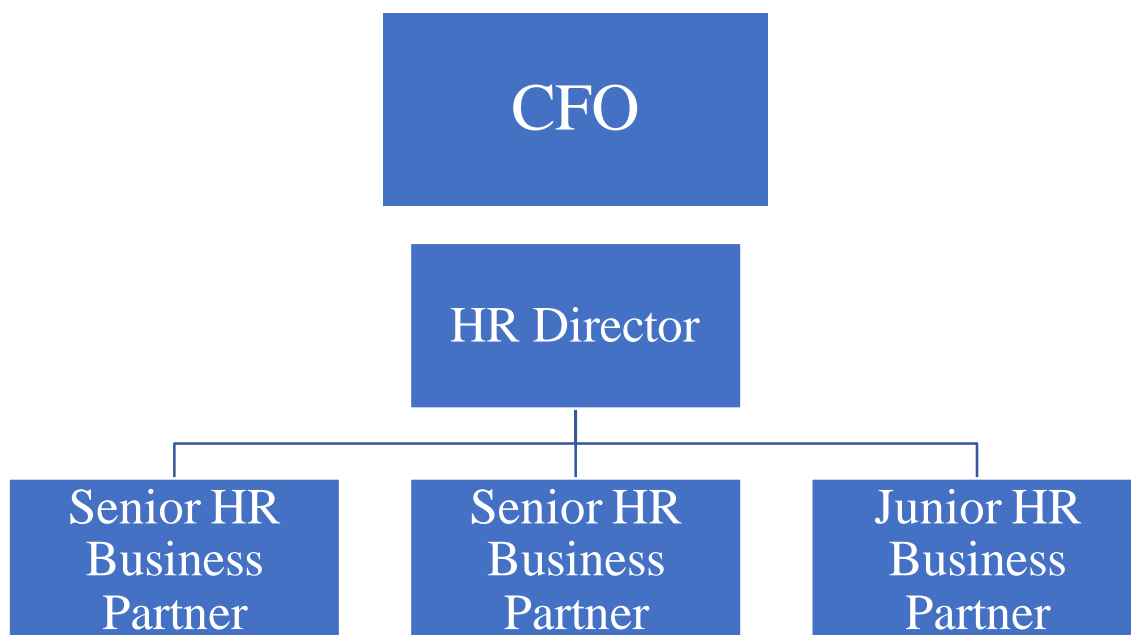 CFO
HR Director
Senior HR
Business
Partner
Senior HR
Business
Partner
Junior HR
Business
Partner